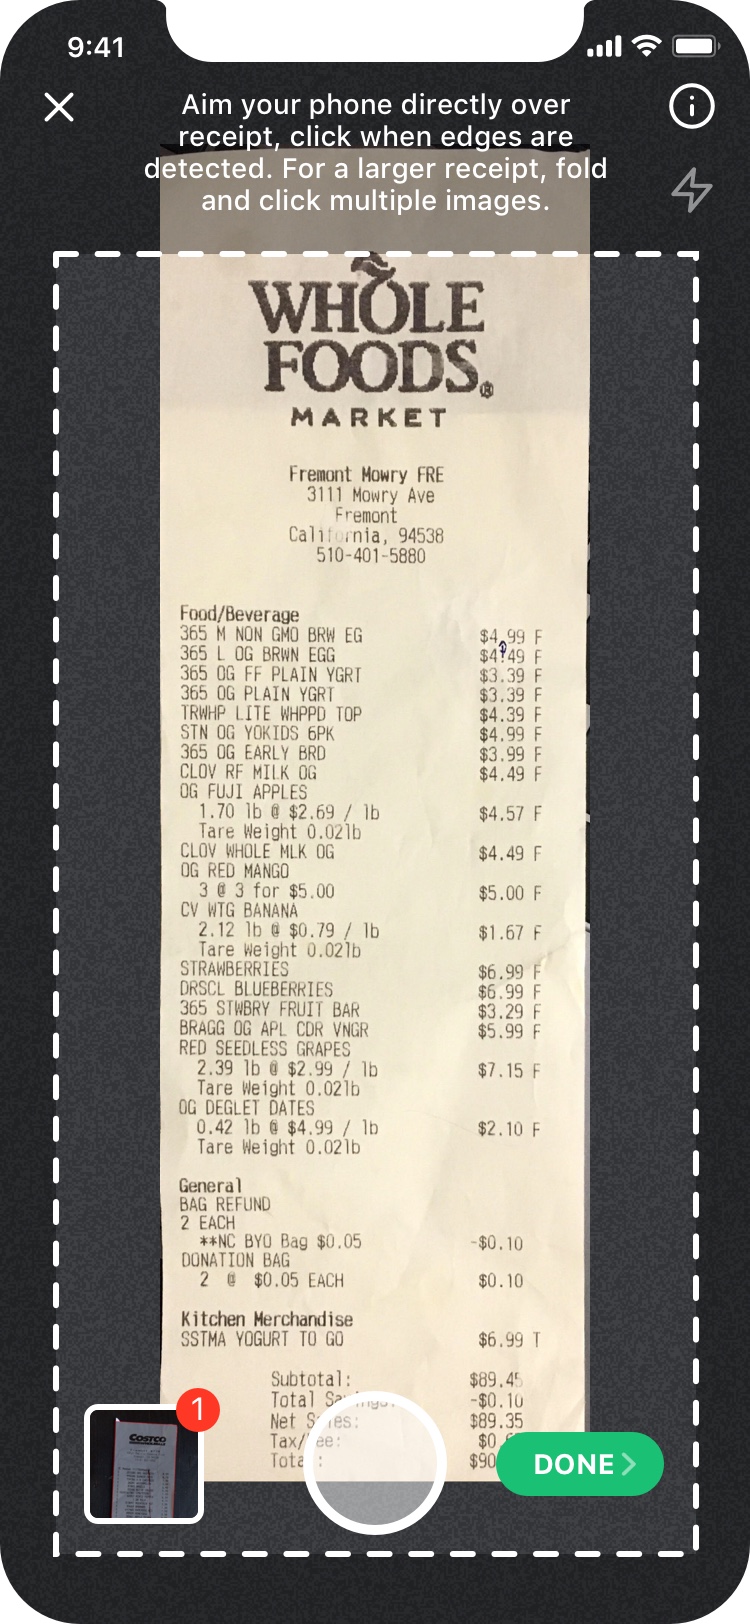 9:41
Aim your phone directly over
receipt, click when edges are
detected. For a larger receipt, fold
and click multiple images.
WHOLE
FOODS®
MARKET
Fremont Mowry FRE
3111 Mowry Ave
Fremont
California, 94538
510-401-5880
Food/Beverage
365 M NON GMO BRW EG $4.99 F
365 L OG BRWN EGG $4.49 F
365 OG FF PLAIN YGRT $3.39 F
365 OG PLAIN YGRT $3.39 F
TRWHP LITE WHPPD TOP $4.39 F
STN OG YOKIDS 6PK $4.99 F
365 OG EARLY BRD $3.99 F
CLOV RF MILK OG $4.49 F
OG FUJI APPLES
1.70 lb @ $2.69 / lb $4.57 F
Tare Weight 0.02lb
CLOV WHOLE MLK OG $4.49 F
OG RED MANGO
3 @ 3 for $5.00 $5.00 F
CV WTG BANANA
2.12 lb @ $0.79 / lb $1.67 F
Tare Weight 0.02lb
STRAWBERRIES $6.99 F
DRSCL BLUEBERRIES $6.99 F
365 STWBRY FRUIT BAR $3.29 F
BRAGG OG APL CDR VNGR $5.99 F
RED SEEDLESS GRAPES
2.39 lb @ $2.99 / lb $7.15 F
Tare Weight 0.02lb
OG DEGLET DATES
0.42 lb @ $4.99 / lb $2.10 F
Tare Weight 0.02lb
General
BAG REFUND
2 EACH
**NC BYO Bag $0.05 -$0.10
DONATION BAG
2 @ $0.05 EACH $0.10
Kitchen Merchandise
SSTMA YOGURT TO GO $6.99 T
Subtotal: $89.45
Total Savings: -$0.10
Net Sales: $89.35
Tax/Fee: $0
Total: $90
1
COSTCO
DONE